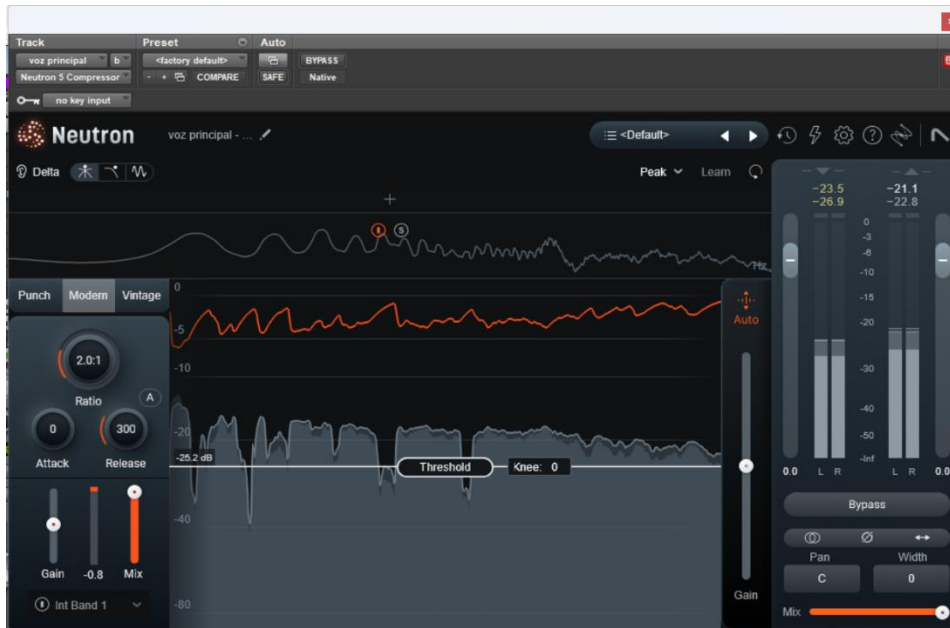 Track Preset Auto
voz principal b <factory default> BYPASS
Neutron 5 Compressor - + COMPARE SAFE Native
no key input
Neutron voz principal - ... <Default>
Delta Peak Learn
-23.5 -21.1
-26.9 -22.8
S
Hz
0
-3
-6
-10
-15
-20
-30
-40
-50
-Inf
0.0 L R L R 0.0
Punch Modern Vintage
2.0:1
Ratio
A
0 300
Attack Release
Gain -0.8 Mix
Int Band 1
0
-5
-10
-20
-25.2 dB
Threshold Knee: 0
-40
-80
Auto
Gain
Bypass
Pan Width
C 0
Mix